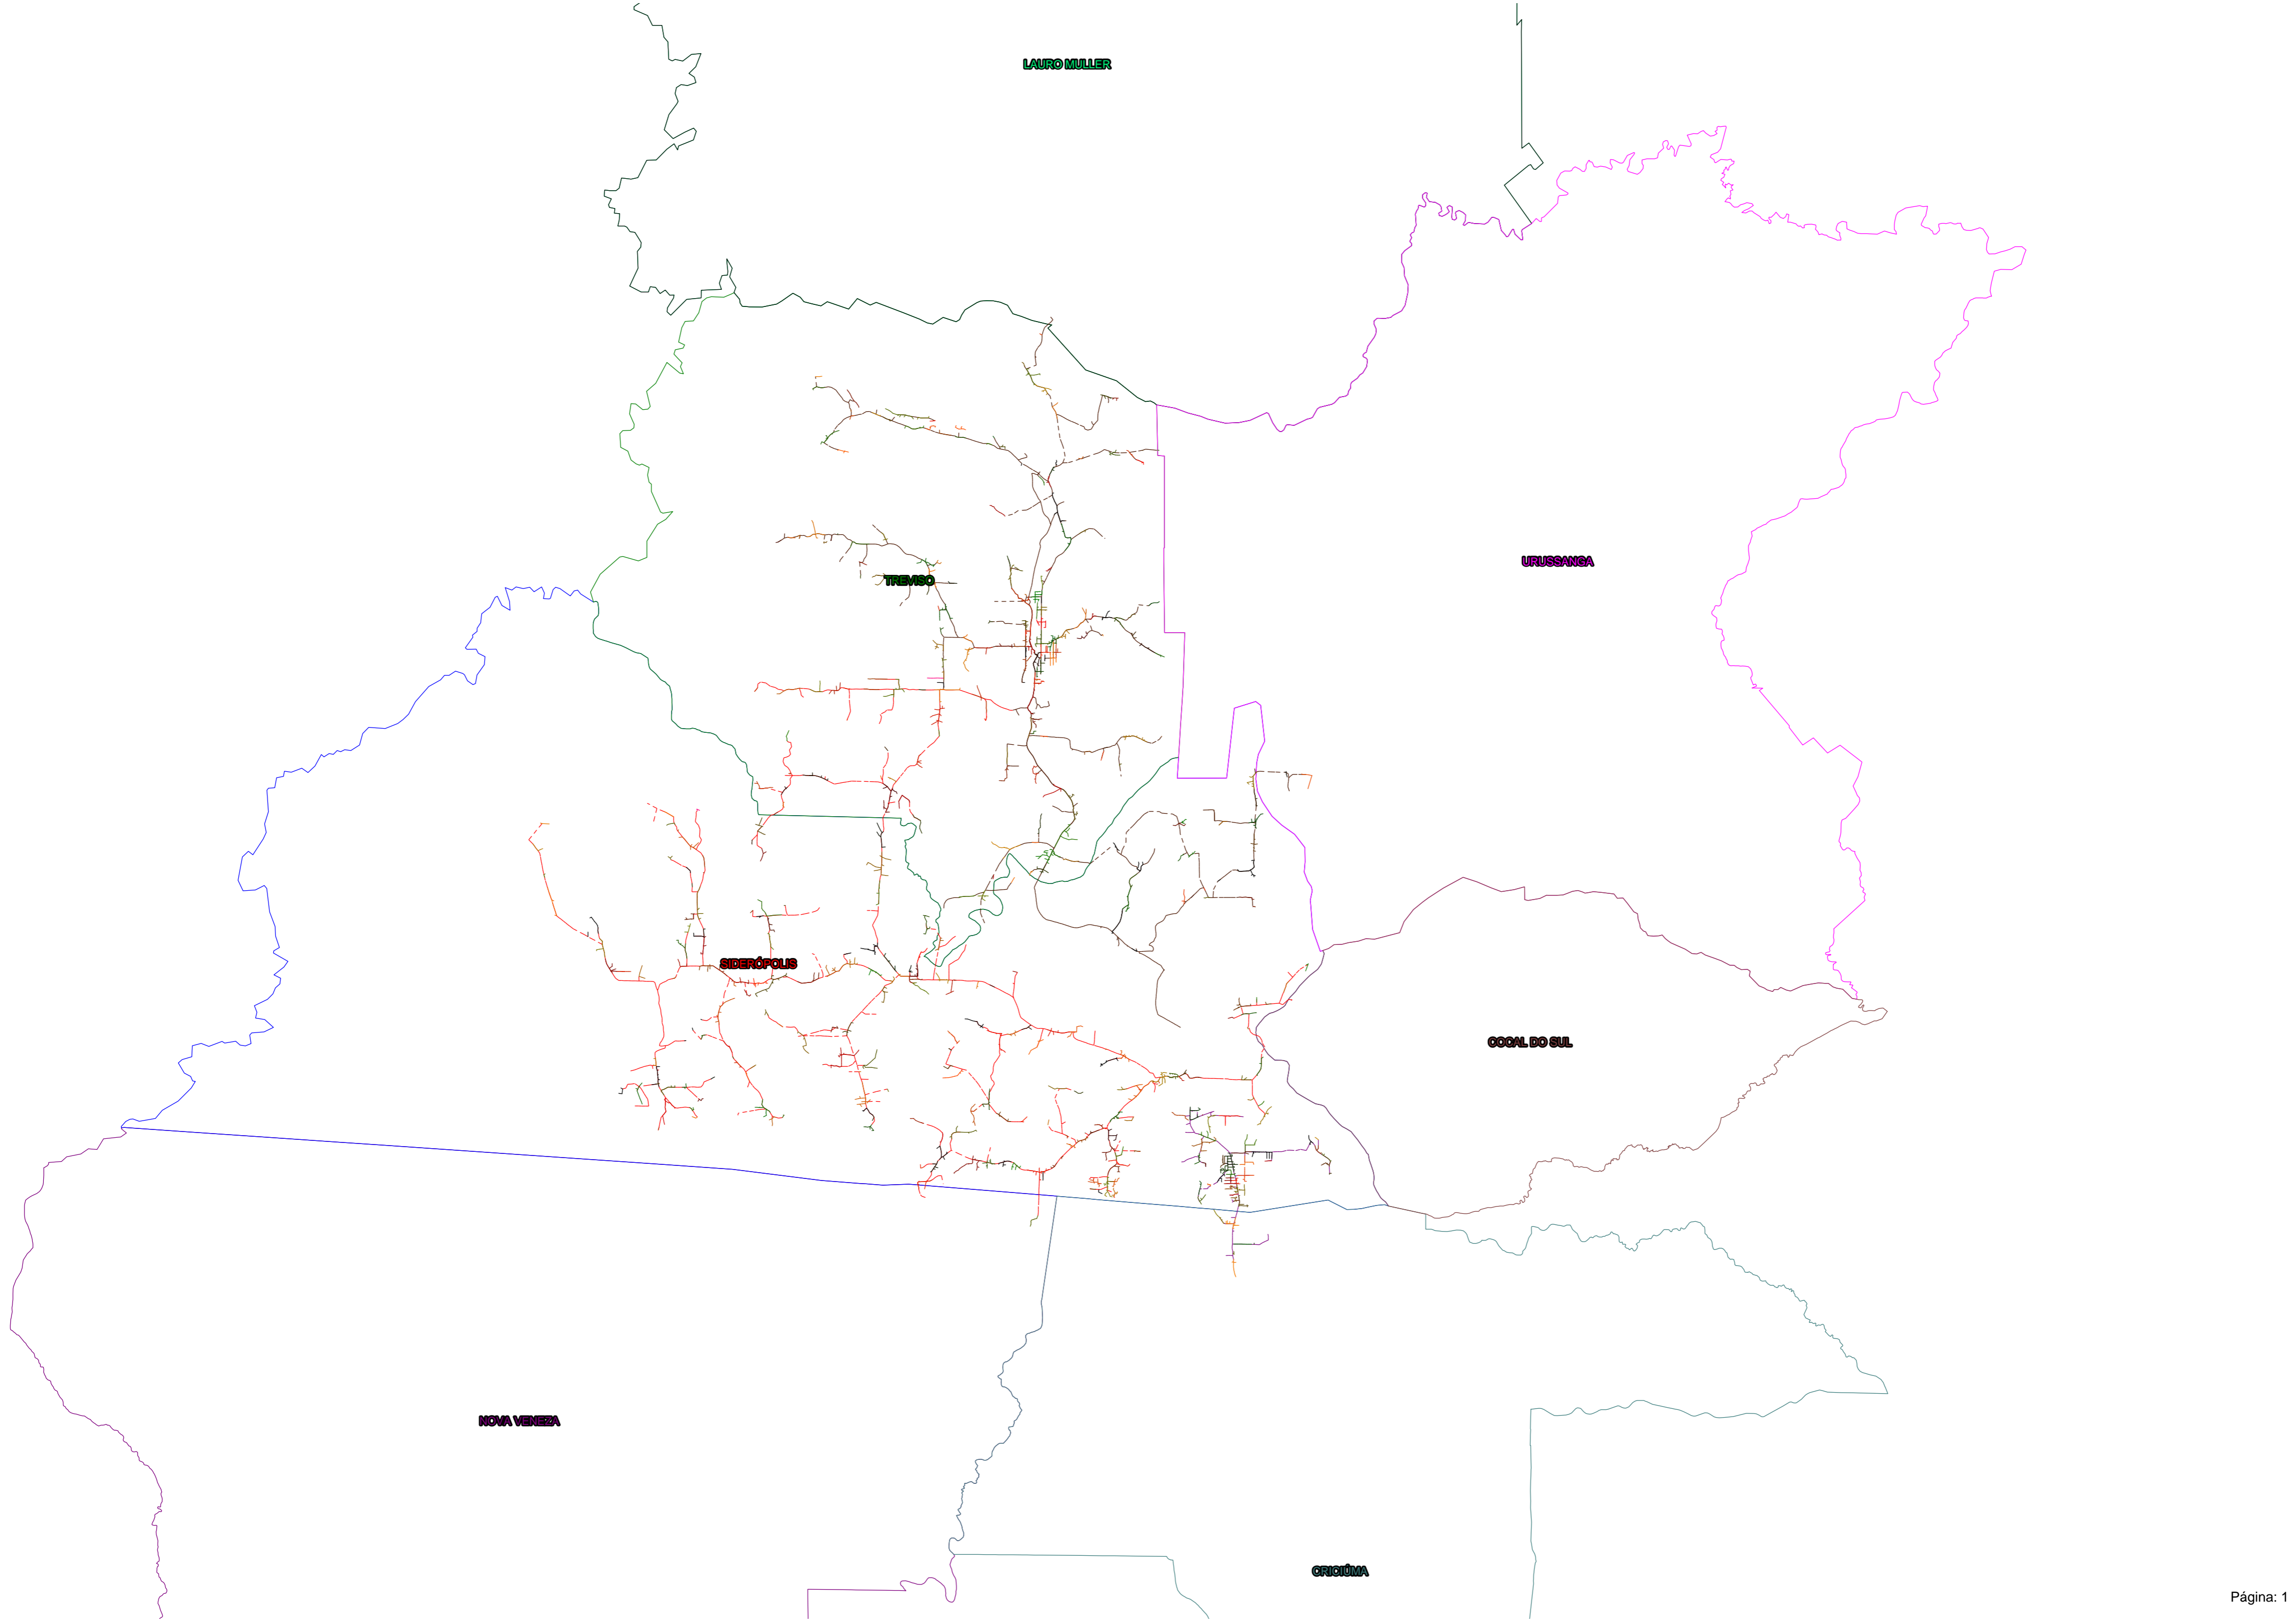 LAURO MULLER
URUSSANGA
TREVISO
SIDERÓPOLIS
COCAL DO SUL
NOVA VENEZA
CRICIÚMA
Página: 1